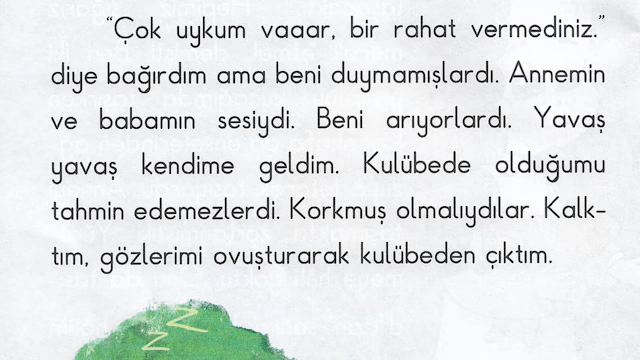 “Çok uykum vaaar, bir rahat vermediniz.”
diye bağırdım ama beni duymamışlardı. Annemin
ve babamın sesiydi. Beni arıyorlardı. Yavaş
yavaş kendime geldim. Kulübede olduğumu
tahmin edemezlerdi. Korkmuş olmalıydılar. Kalk-
tım, gözlerimi ovuşturarak kulübeden çıktım.
Z
Z